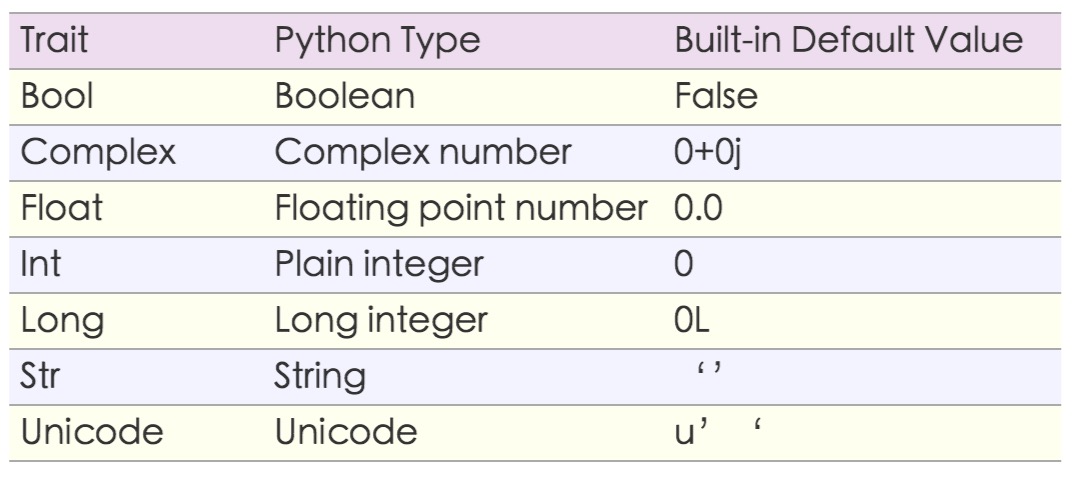 Trait Python Type Built-in Default Value
Bool Boolean False
Complex Complex number 0+0j
Float Floating point number 0.0
Int Plain integer 0
Long Long integer 0L
Str String ‘ ’
Unicode Unicode u’ ‘